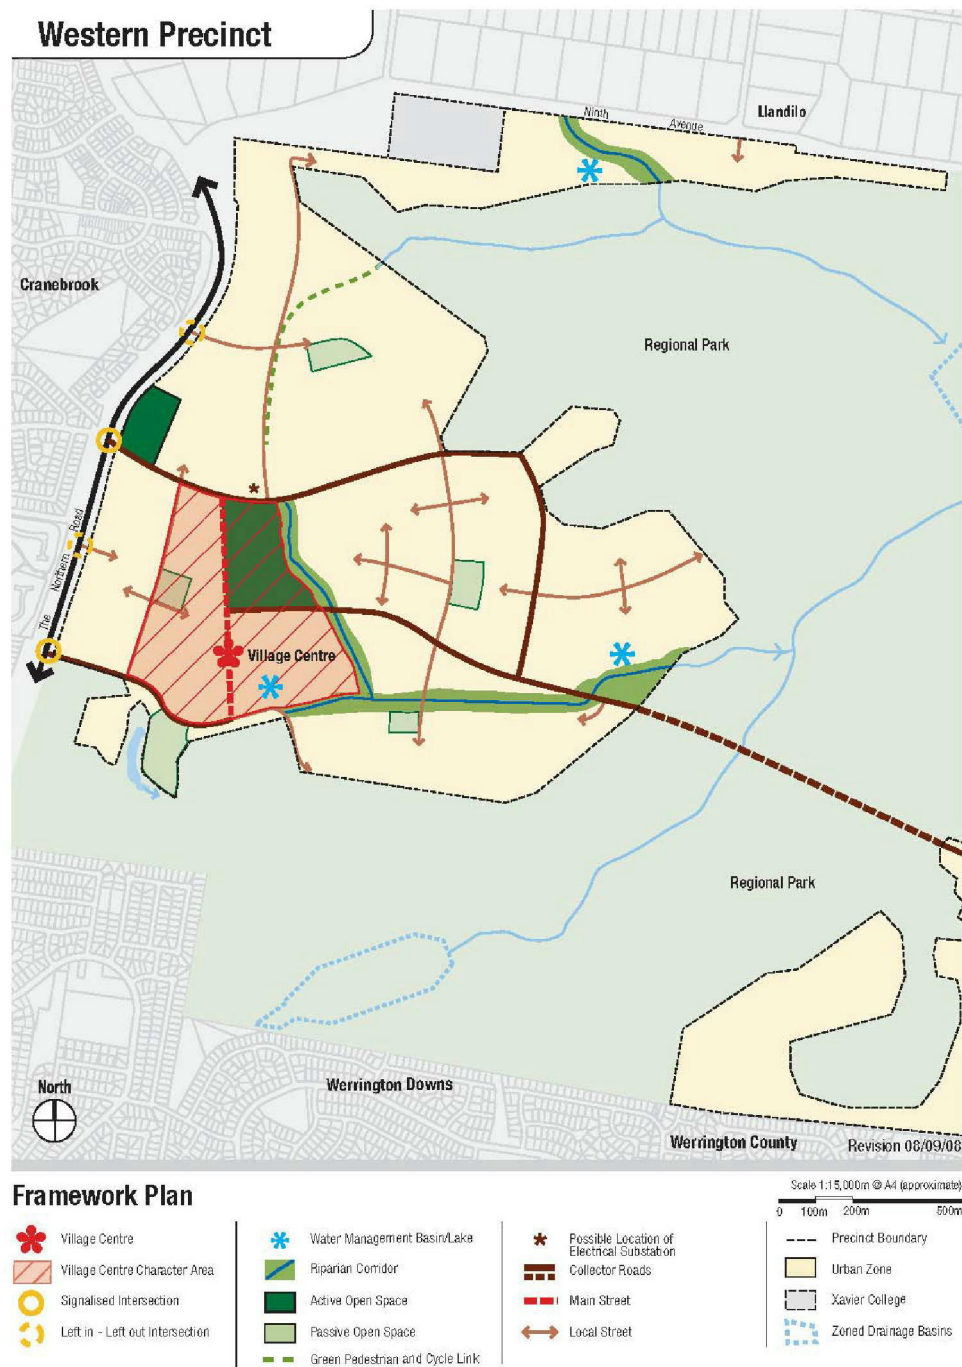 Western Precinct
Ninth
Avenue
Llandilo
Cranebrook
Regional Park
The Northern Road
Village Centre
Regional Park
North
Werrington Downs
Werrington County
Revision 08/09/08
Framework Plan
Scale 1:15,000m @ A4 (approximate)
0 100m 200m 500m
Village Centre
Village Centre Character Area
Signalised Intersection
Left in - Left out Intersection
Water Management Basin/Lake
Riparian Corridor
Active Open Space
Passive Open Space
Green Pedestrian and Cycle Link
Possible Location of
Electrical Substation
Collector Roads
Main Street
Local Street
Precinct Boundary
Urban Zone
Xavier College
Zoned Drainage Basins